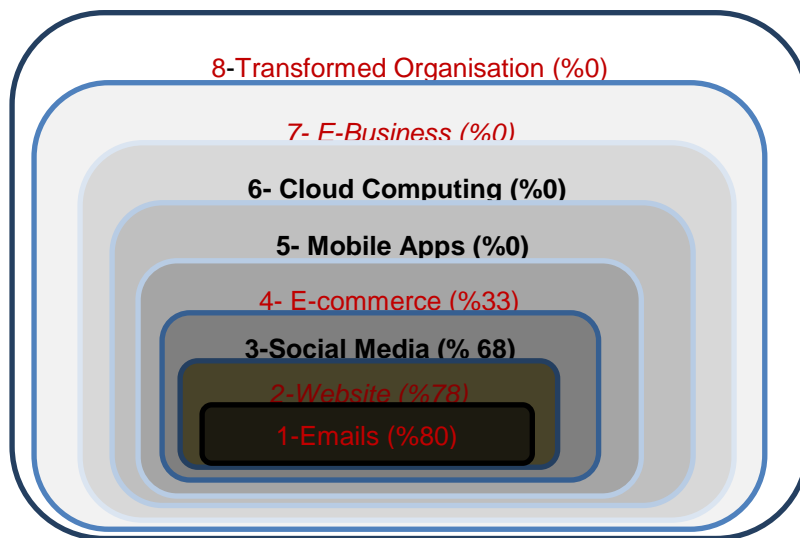 8-Transformed Organisation (%0)
7- E-Business (%0)
6- Cloud Computing (%0)
5- Mobile Apps (%0)
4- E-commerce (%33)
3-Social Media (% 68)
2-Website (%78)
1-Emails (%80)